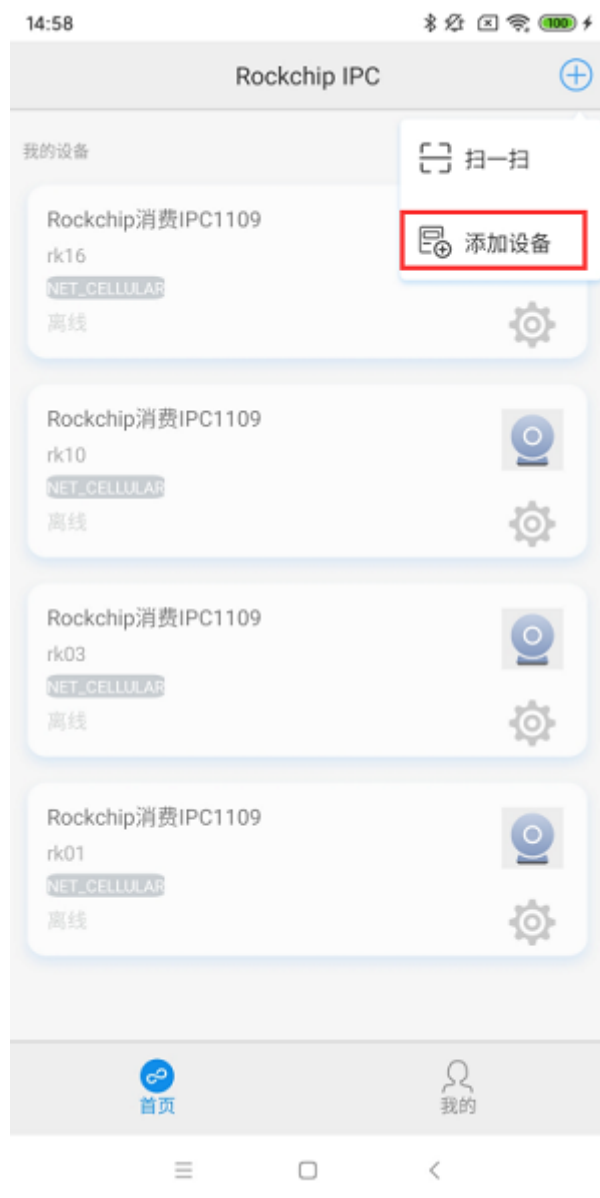 14:58
100
Rockchip IPC
我的设备
扫一扫
添加设备
Rockchip消费IPC1109
rk16
NET_CELLULAR
离线
Rockchip消费IPC1109
rk10
NET_CELLULAR
离线
Rockchip消费IPC1109
rk03
NET_CELLULAR
离线
Rockchip消费IPC1109
rk01
NET_CELLULAR
离线
首页
我的